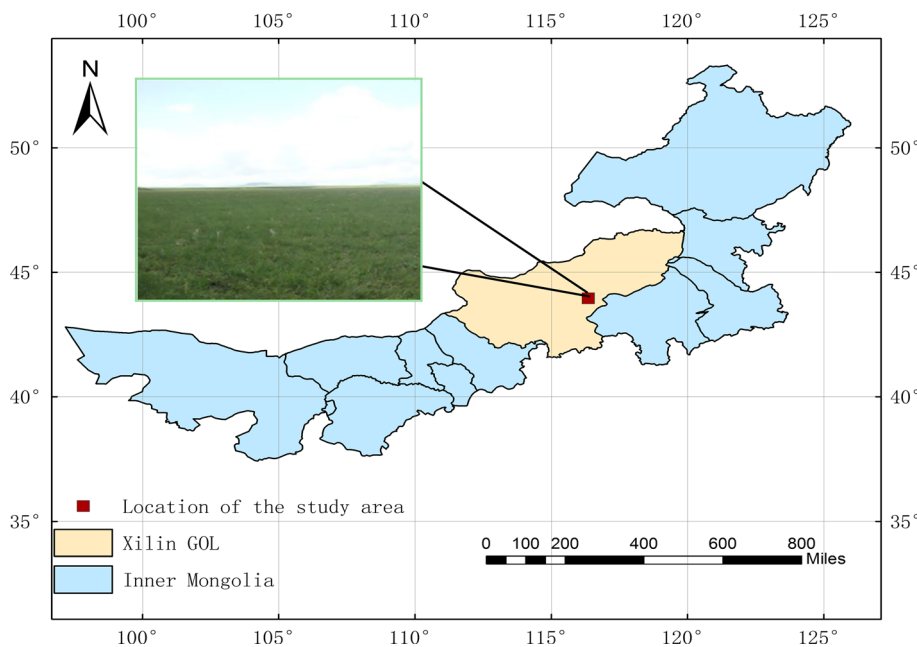 100° 105° 110° 115° 120° 125°
N
50° 50°
45° 45°
40° 40°
35° 35°
Location of the study area
Xilin GOL
Inner Mongolia
0 100 200 400 600 800
Miles
100° 105° 110° 115° 120° 125°